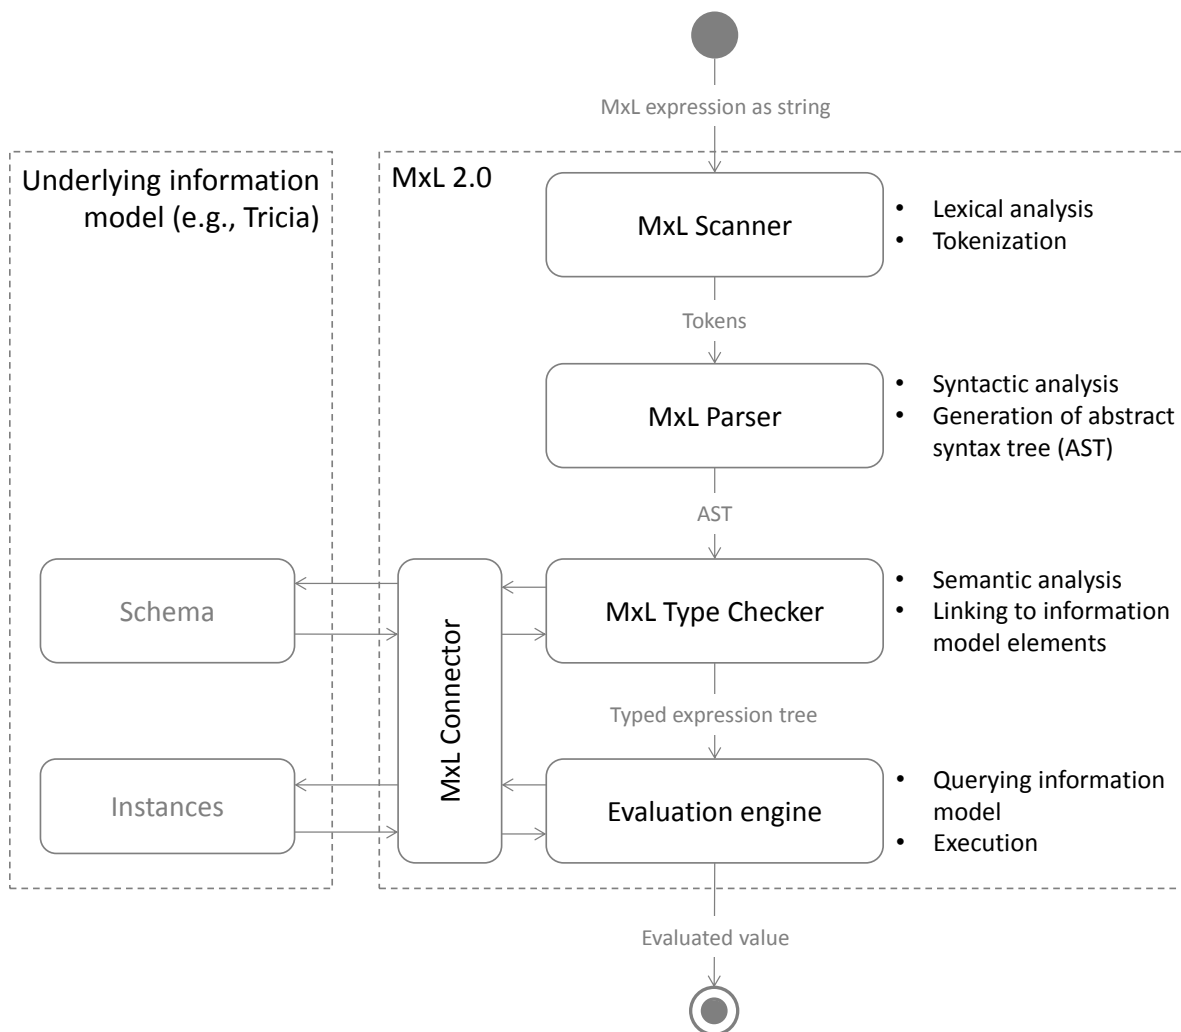 MxL expression as string
Underlying information
model (e.g., Tricia)
MxL 2.0
MxL Scanner
• Lexical analysis
• Tokenization
Tokens
MxL Parser
• Syntactic analysis
• Generation of abstract
syntax tree (AST)
AST
Schema
MxL Connector
MxL Type Checker
• Semantic analysis
• Linking to information
model elements
Typed expression tree
Instances
Evaluation engine
• Querying information
model
• Execution
Evaluated value